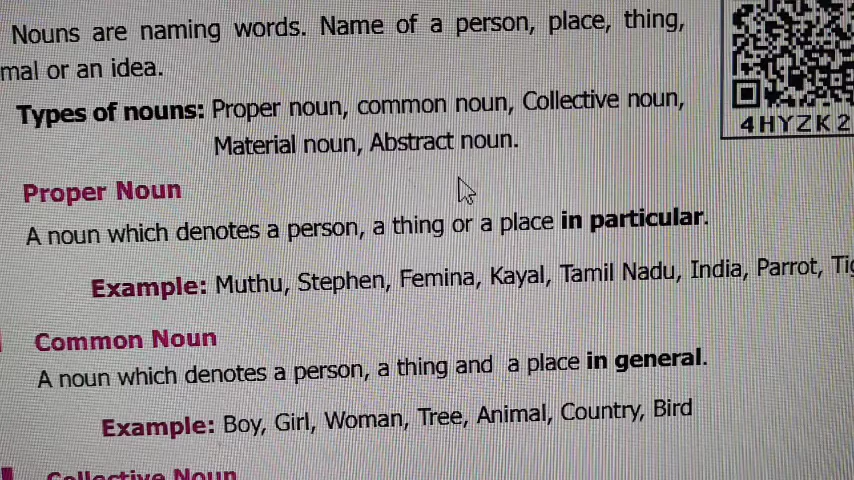 Nouns are naming words. Name of a person, place, thing,
mal or an idea.
Types of nouns: Proper noun, common noun, Collective noun,
Material noun, Abstract noun.
4HYZK2
Proper Noun
A noun which denotes a person, a thing or a place in particular.
Example: Muthu, Stephen, Femina, Kayal, Tamil Nadu, India, Parrot, Tig
Common Noun
A noun which denotes a person, a thing and a place in general.
Example: Boy, Girl, Woman, Tree, Animal, Country, Bird
Collective Noun